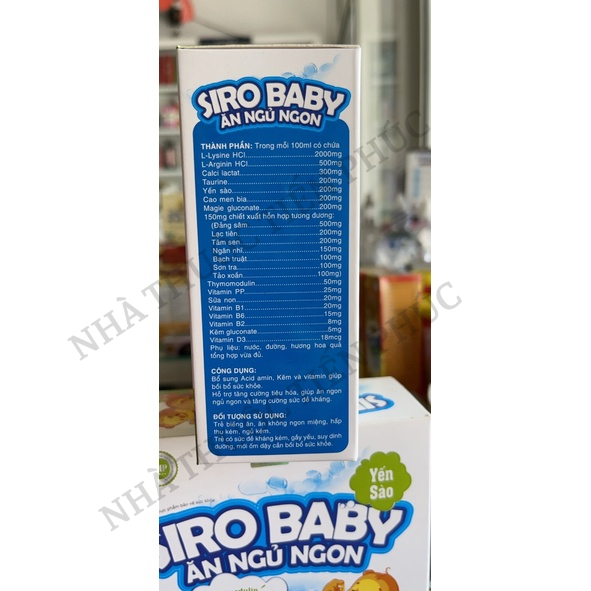 SIRO BABY
ĂN NGỦ NGON
THÀNH PHẦN: Trong mỗi 100ml có chứa
L-Lysine HCl....................2000mg
L-Arginin HCl....................500mg
Calci lactat....................300mg
Taurine....................200mg
Yến sào....................200mg
Cao men bia....................200mg
Magie gluconate....................200mg
150mg chiết xuất hỗn hợp tương đương:
(Đảng sâm....................500mg
Lạc tiên....................200mg
Tâm sen....................200mg
Ngân nhĩ....................150mg
Bạch truật....................100mg
Sơn tra....................100mg
Tảo xoắn....................100mg)
Thymomodulin....................50mg
Vitamin PP....................25mg
Sữa non....................20mg
Vitamin B1....................20mg
Vitamin B6....................15mg
Vitamin B2....................8mg
Kẽm gluconate....................5mg
Vitamin D3....................18mcg
Phụ liệu: nước, đường, hương hoa quả
tổng hợp vừa đủ.
CÔNG DỤNG:
Bổ sung Acid amin, Kẽm và vitamin giúp
bồi bổ sức khỏe.
Hỗ trợ tăng cường tiêu hóa, giúp ăn ngon
ngủ ngon và tăng cường sức đề kháng.
ĐỐI TƯỢNG SỬ DỤNG:
Trẻ biếng ăn, ăn không ngon miệng, hấp
thu kém, ngủ kém.
Trẻ có sức đề kháng kém, gầy yếu, suy dinh
dưỡng, mới ốm dậy cần bồi bổ sức khỏe.
Yến
Sào
SIRO BABY
ĂN NGỦ NGON